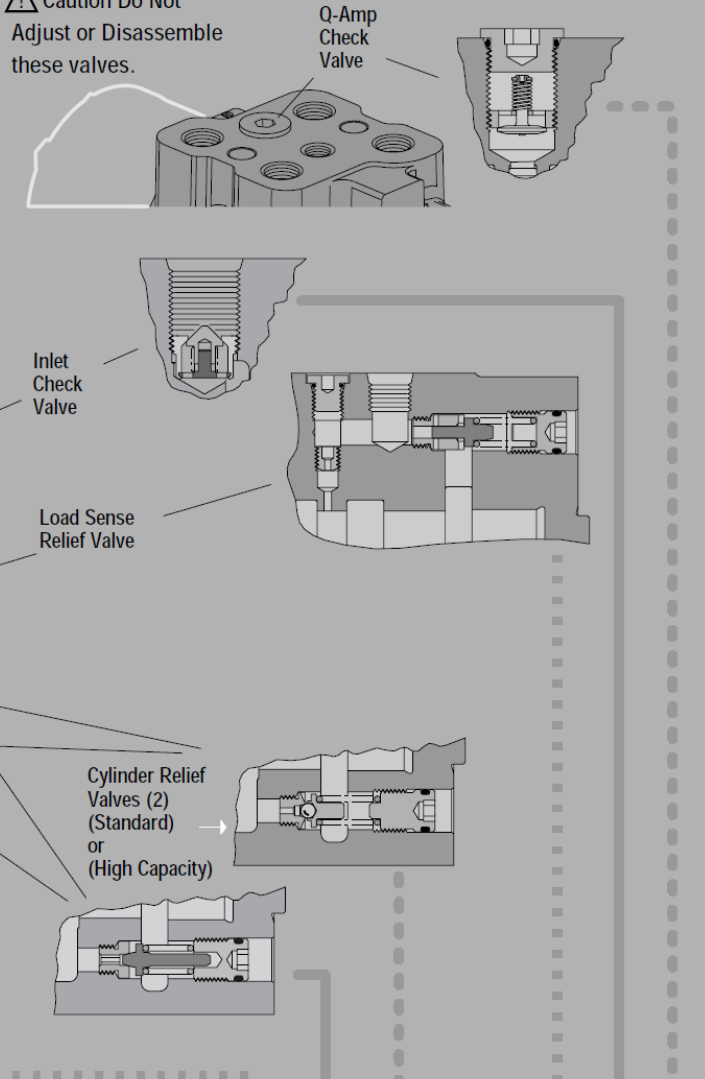 Caution Do Not
Adjust or Disassemble
these valves.
Q-Amp
Check
Valve
Inlet
Check
Valve
Load Sense
Relief Valve
Cylinder Relief
Valves (2)
(Standard)
or
(High Capacity)